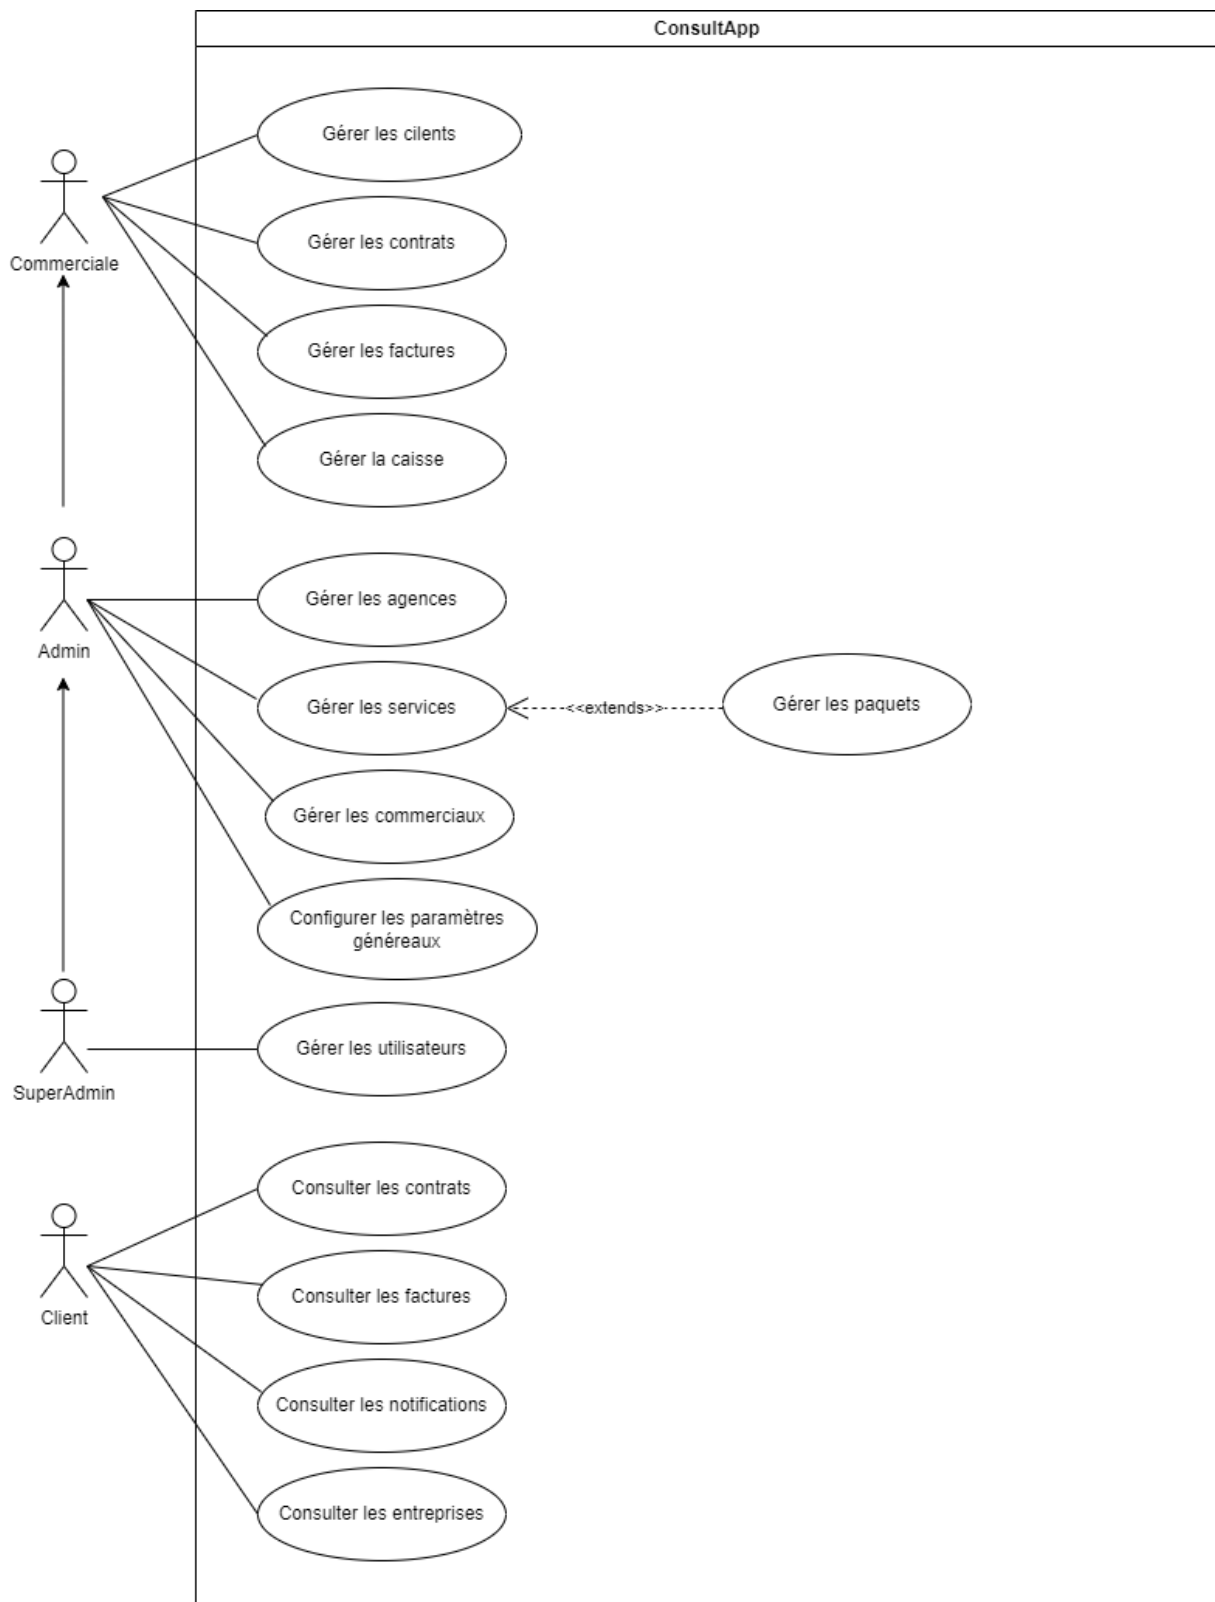 ConsultApp
Gérer les cilents
Commerciale
Gérer les contrats
Gérer les factures
Gérer la caisse
Admin
Gérer les agences
Gérer les services
<<extends>>
Gérer les paquets
Gérer les commerciaux
Configurer les paramètres
généreaux
SuperAdmin
Gérer les utilisateurs
Client
Consulter les contrats
Consulter les factures
Consulter les notifications
Consulter les entreprises